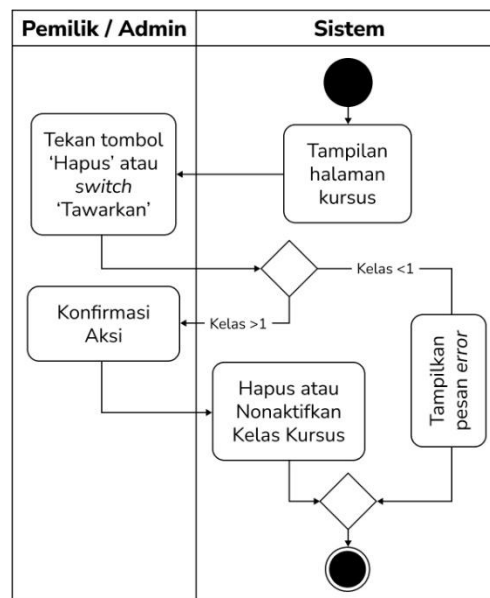 Pemilik / Admin
Sistem
Tampilan
halaman
kursus
Tekan tombol
‘Hapus’ atau
switch
‘Tawarkan’
Kelas <1
Kelas >1
Konfirmasi
Aksi
Hapus atau
Nonaktifkan
Kelas Kursus
Tampilkan
pesan error